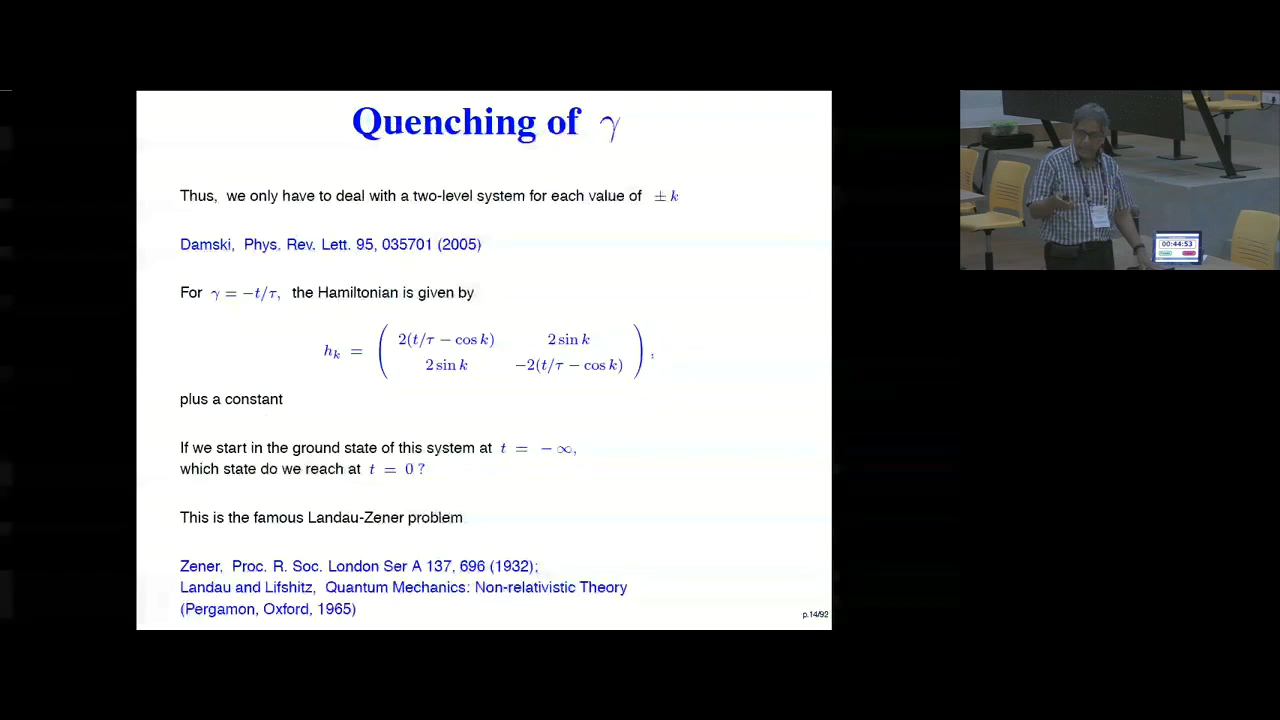 Quenching of γ
Thus, we only have to deal with a two-level system for each value of ± k
Damski, Phys. Rev. Lett. 95, 035701 (2005)
For γ = −t/τ, the Hamiltonian is given by
h_k = ( 2(t/τ − cos k) 2 sin k
2 sin k −2(t/τ − cos k) ) ,
plus a constant
If we start in the ground state of this system at t = − ∞,
which state do we reach at t = 0 ?
This is the famous Landau-Zener problem
Zener, Proc. R. Soc. London Ser A 137, 696 (1932);
Landau and Lifshitz, Quantum Mechanics: Non-relativistic Theory
(Pergamon, Oxford, 1965)
p.14/92
00:44:53